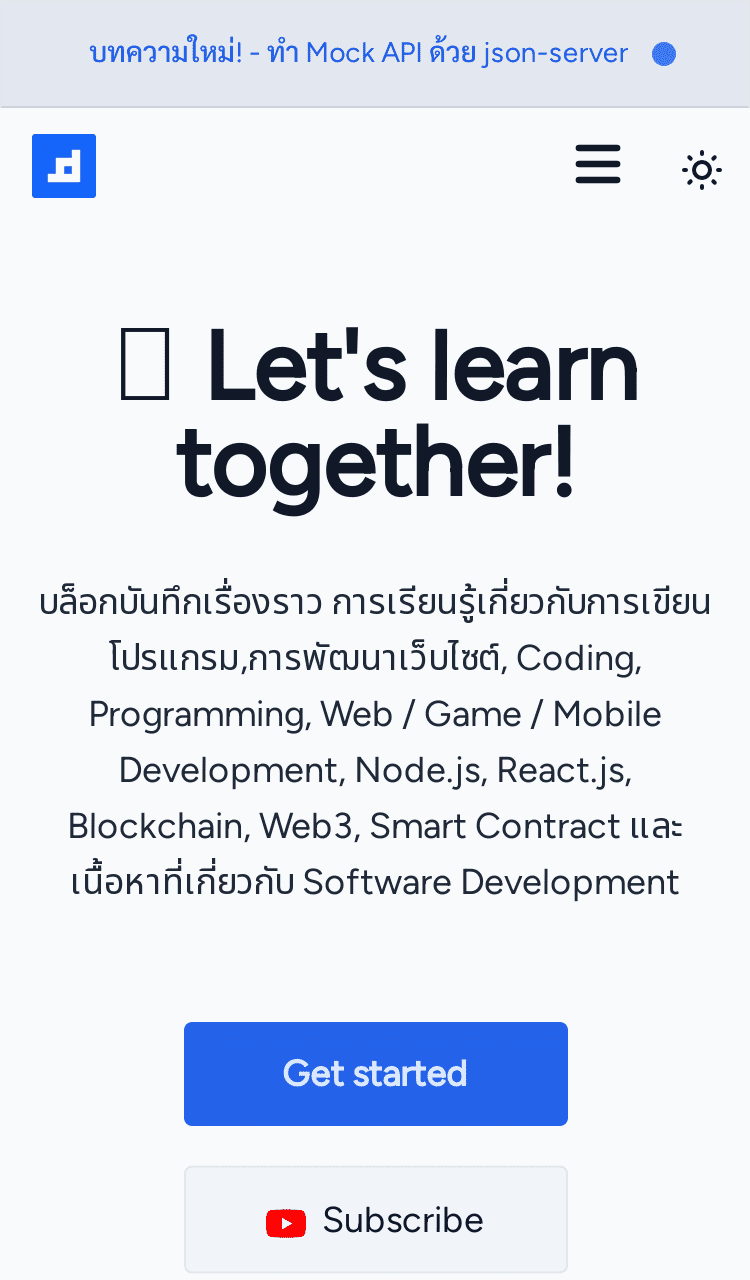 บทความใหม่! - ทำ Mock API ด้วย json-server
Let's learn
together!
บล็อกบันทึกเรื่องราว การเรียนรู้เกี่ยวกับการเขียน
โปรแกรม,การพัฒนาเว็บไซต์, Coding,
Programming, Web / Game / Mobile
Development, Node.js, React.js,
Blockchain, Web3, Smart Contract และ
เนื้อหาที่เกี่ยวกับ Software Development
Get started
Subscribe